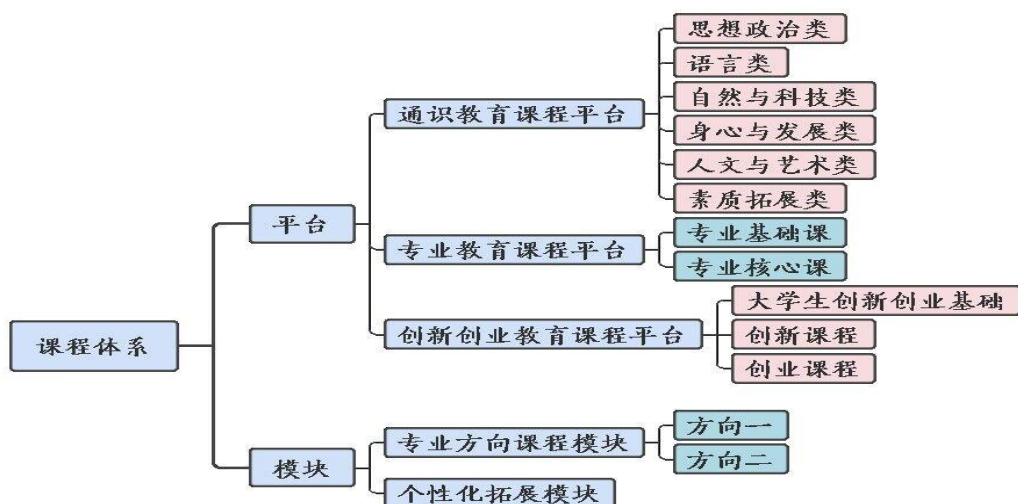 课程体系
平台
通识教育课程平台
思想政治类
语言类
自然与科技类
身心与发展类
人文与艺术类
素质拓展类
专业教育课程平台
专业基础课
专业核心课
创新创业教育课程平台
大学生创新创业基础
创新课程
创业课程
模块
专业方向课程模块
方向一
方向二
个性化拓展模块